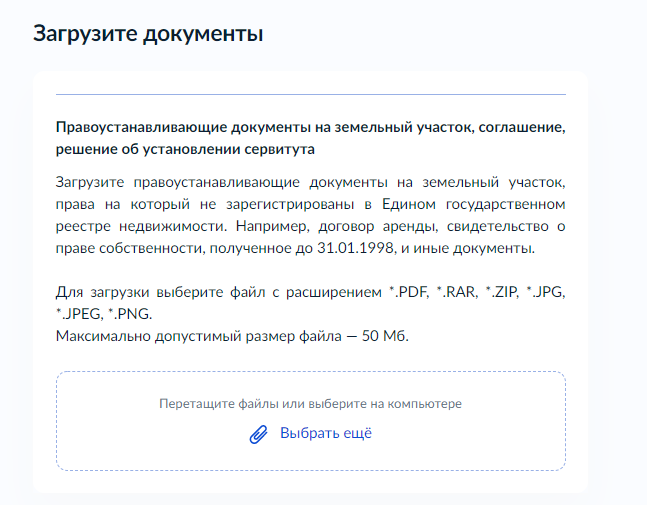 Загрузите документы
Правоустанавливающие документы на земельный участок, соглашение,
решение об установлении сервитута
Загрузите правоустанавливающие документы на земельный участок,
права на который не зарегистрированы в Едином государственном
реестре недвижимости. Например, договор аренды, свидетельство о
праве собственности, полученное до 31.01.1998, и иные документы.
Для загрузки выберите файл с расширением *.PDF, *.RAR, *.ZIP, *.JPG,
*.JPEG, *.PNG.
Максимально допустимый размер файла — 50 Мб.
Перетащите файлы или выберите на компьютере
Выбрать ещё